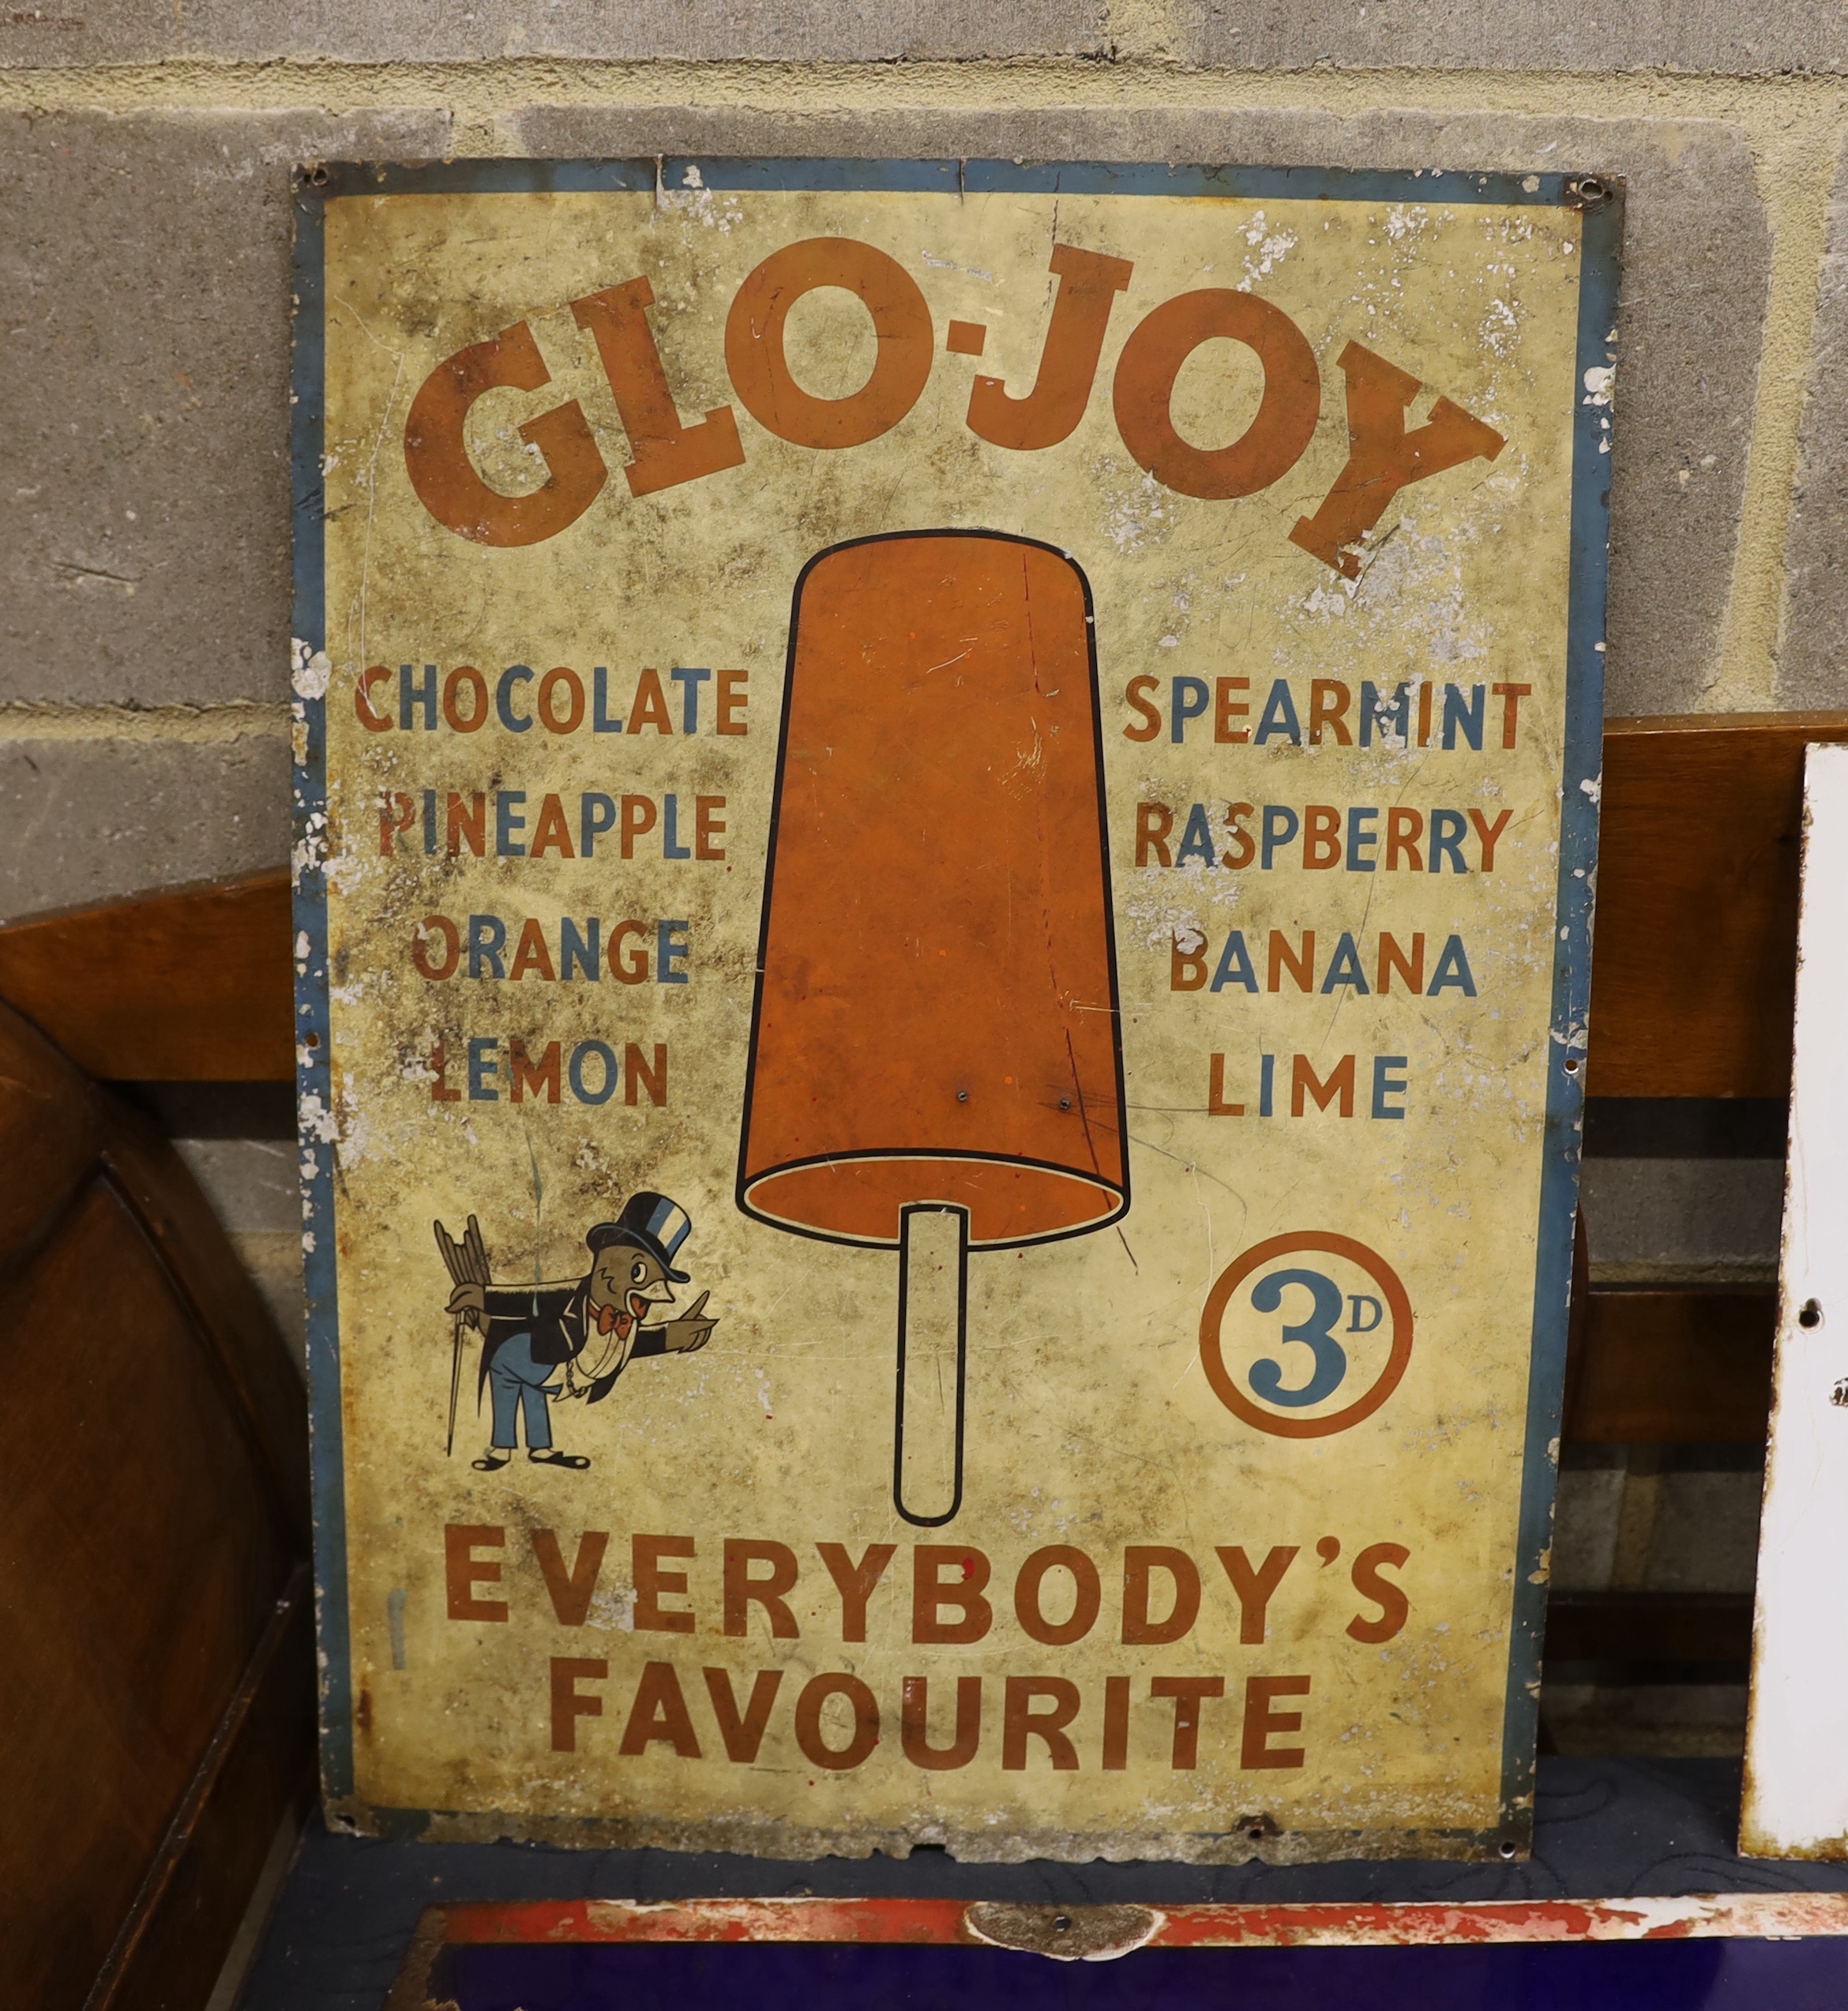 GLO-JOY
CHOCOLATE
PINEAPPLE
ORANGE
LEMON
SPEARMINT
RASPBERRY
BANANA
LIME
3D
EVERYBODY'S
FAVOURITE